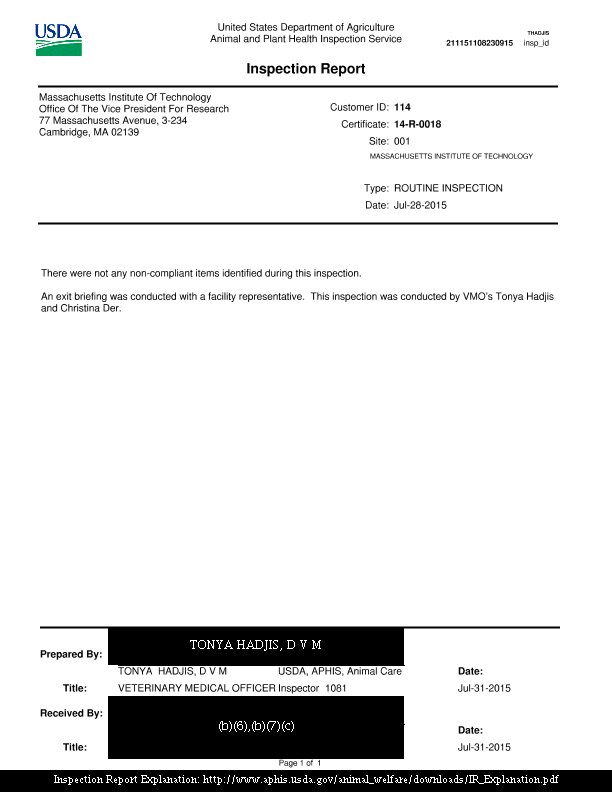 USDA
United States Department of Agriculture
Animal and Plant Health Inspection Service
THADJIS
211151108230915 insp_id
Inspection Report
Massachusetts Institute Of Technology
Office Of The Vice President For Research
77 Massachusetts Avenue, 3-234
Cambridge, MA 02139
Customer ID: 114
Certificate: 14-R-0018
Site: 001
MASSACHUSETTS INSTITUTE OF TECHNOLOGY
Type: ROUTINE INSPECTION
Date: Jul-28-2015
There were not any non-compliant items identified during this inspection.
An exit briefing was conducted with a facility representative. This inspection was conducted by VMO's Tonya Hadjis
and Christina Der.
TONYA HADJIS, D V M
Prepared By:
TONYA HADJIS, D V M USDA, APHIS, Animal Care Date:
Title: VETERINARY MEDICAL OFFICER Inspector 1081 Jul-31-2015
Received By:
(b)(6),(b)(7)(c)
Date:
Title: Jul-31-2015
Page 1 of 1
Inspection Report Explanation: http://www.aphis.usda.gov/animal_welfare/downloads/IR_Explanation.pdf